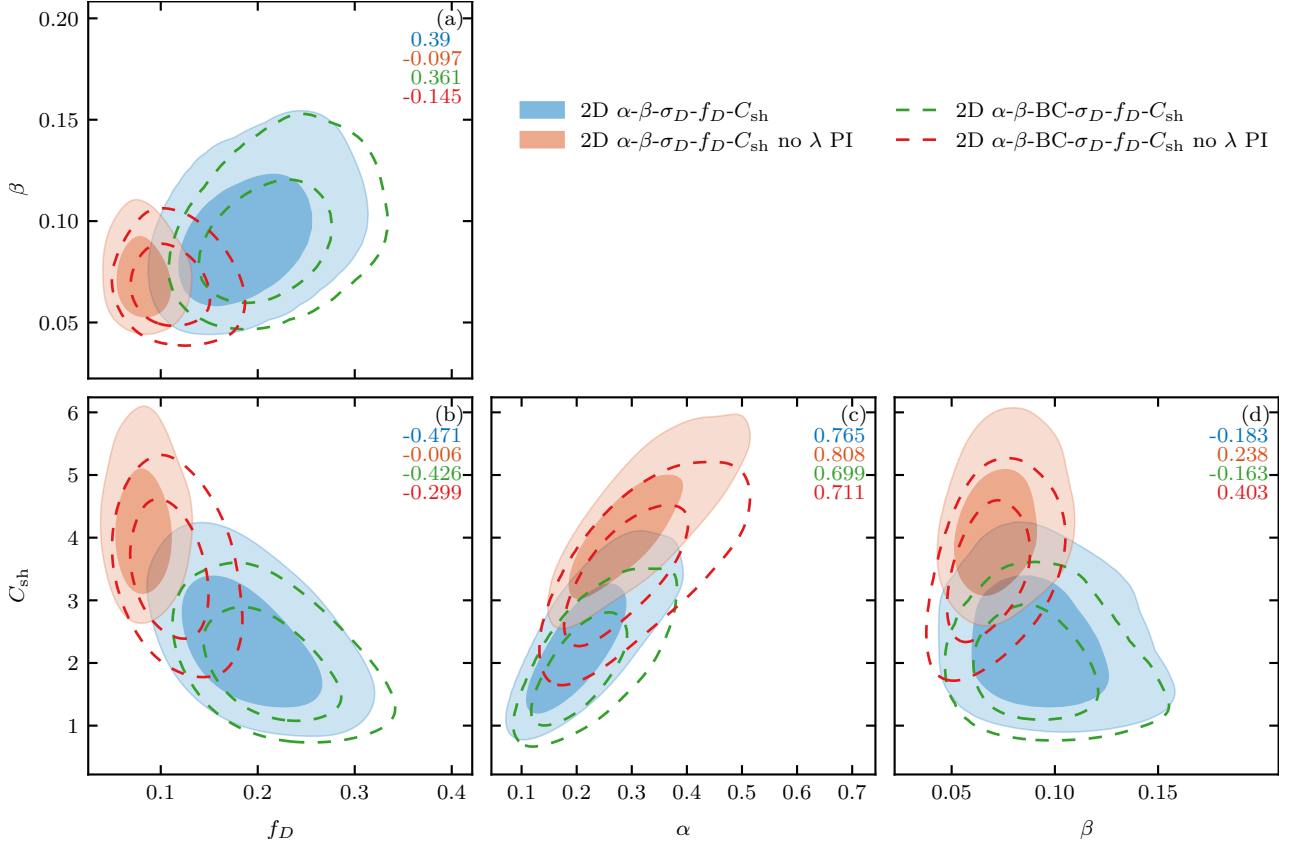 0.20
0.15
0.10
0.05
β
(a)
0.39
-0.097
0.361
-0.145
2D α-β-σ_D-f_D-C_sh
2D α-β-σ_D-f_D-C_sh no λ PI
2D α-β-BC-σ_D-f_D-C_sh
2D α-β-BC-σ_D-f_D-C_sh no λ PI
6
5
4
3
2
1
C_sh
(b)
-0.471
-0.006
-0.426
-0.299
0.1 0.2 0.3 0.4
f_D
(c)
0.765
0.808
0.699
0.711
0.1 0.2 0.3 0.4 0.5 0.6 0.7
α
(d)
-0.183
0.238
-0.163
0.403
0.05 0.10 0.15
β